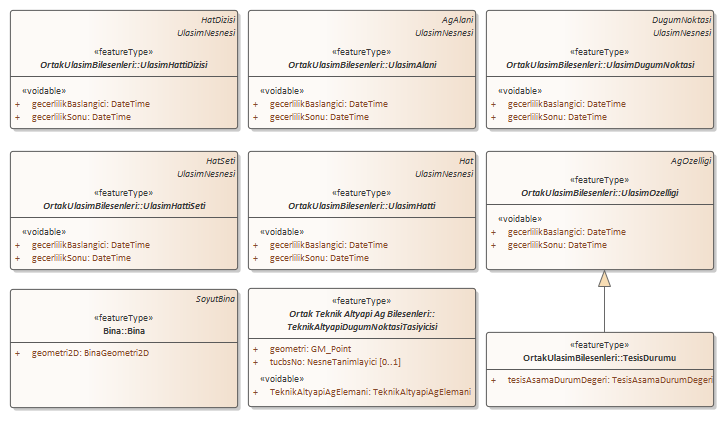 HatDizisi
UlasimNesnesi
«featureType»
OrtakUlasimBilesenleri::UlasimHattiDizisi
«voidable»
+ gecerlilikBaslangici: DateTime
+ gecerlilikSonu: DateTime
AgAlani
UlasimNesnesi
«featureType»
OrtakUlasimBilesenleri::UlasimAlani
«voidable»
+ gecerlilikBaslangici: DateTime
+ gecerlilikSonu: DateTime
DugumNoktasi
UlasimNesnesi
«featureType»
OrtakUlasimBilesenleri::UlasimDugumNoktasi
«voidable»
+ gecerlilikBaslangici: DateTime
+ gecerlilikSonu: DateTime
HatSeti
UlasimNesnesi
«featureType»
OrtakUlasimBilesenleri::UlasimHattiSeti
«voidable»
+ gecerlilikBaslangici: DateTime
+ gecerlilikSonu: DateTime
Hat
UlasimNesnesi
«featureType»
OrtakUlasimBilesenleri::UlasimHatti
«voidable»
+ gecerlilikBaslangici: DateTime
+ gecerlilikSonu: DateTime
AgOzelligi
«featureType»
OrtakUlasimBilesenleri::UlasimOzelligi
«voidable»
+ gecerlilikBaslangici: DateTime
+ gecerlilikSonu: DateTime
SoyutBina
«featureType»
Bina::Bina
+ geometri2D: BinaGeometri2D
«featureType»
Ortak Teknik Altyapi Ag Bilesenleri::
TeknikAltyapiDugumNoktasiTasiyicisi
+ geometri: GM_Point
+ tucbsNo: NesneTanimlayici [0..1]
«voidable»
+ TeknikAltyapiAgElemani: TeknikAltyapiAgElemani
«featureType»
OrtakUlasimBilesenleri::TesisDurumu
+ tesisAsamaDurumDegeri: TesisAsamaDurumDegeri